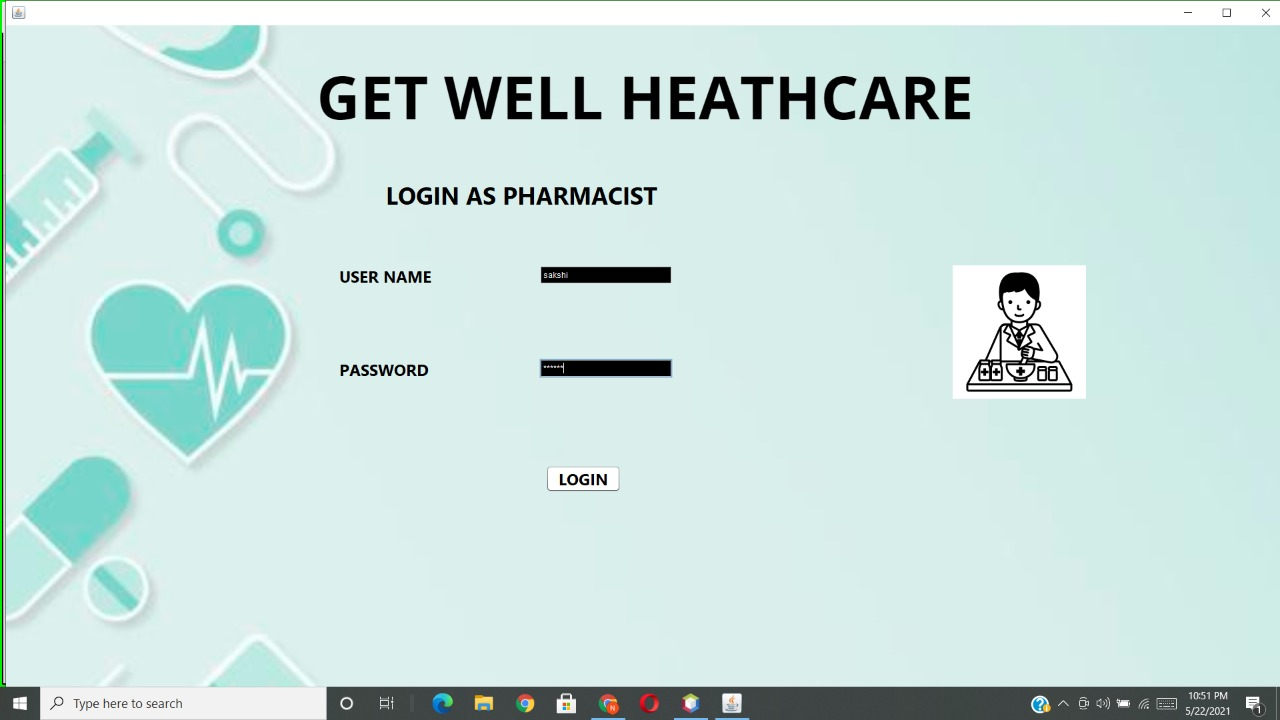 GET WELL HEATHCARE
LOGIN AS PHARMACIST
USER NAME
sakshi
PASSWORD
******
LOGIN
Type here to search
10:51 PM
5/22/2021